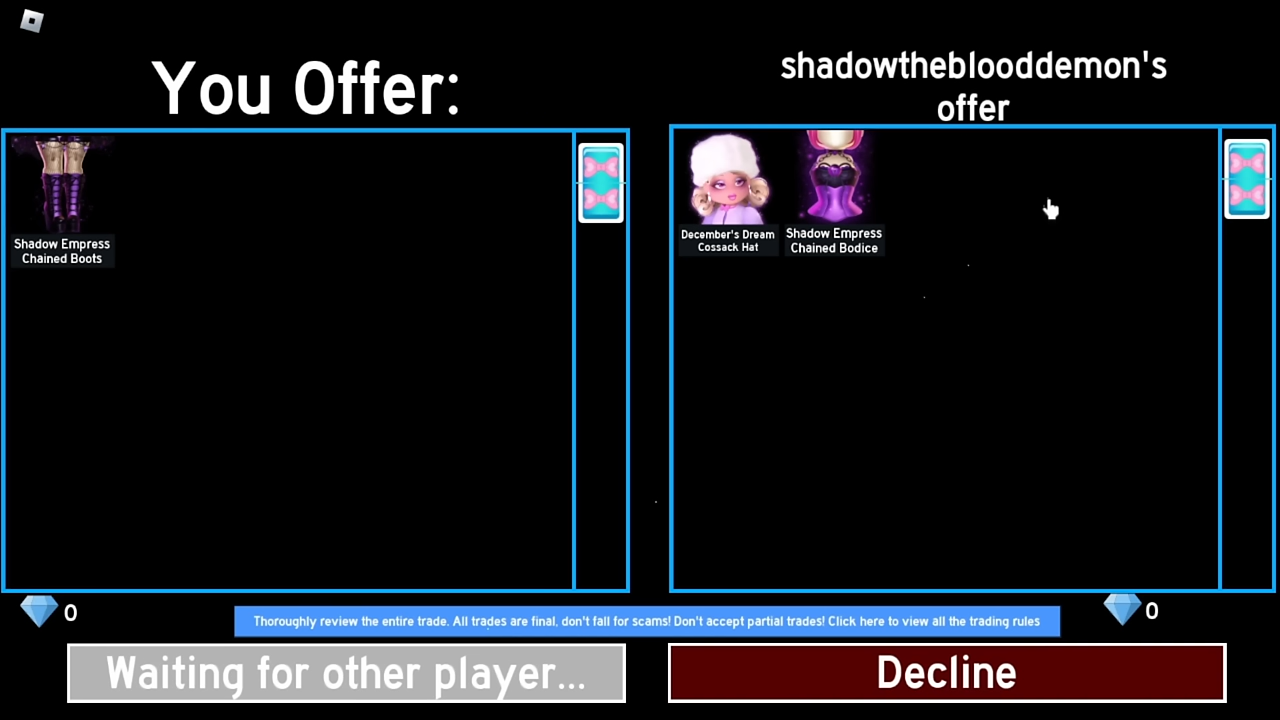 You Offer:
shadowtheblooddemon's
offer
Shadow Empress
Chained Boots
December's Dream
Cossack Hat
Shadow Empress
Chained Bodice
0
0
Thoroughly review the entire trade. All trades are final, don't fall for scams! Don't accept partial trades! Click here to view all the trading rules
Waiting for other player...
Decline